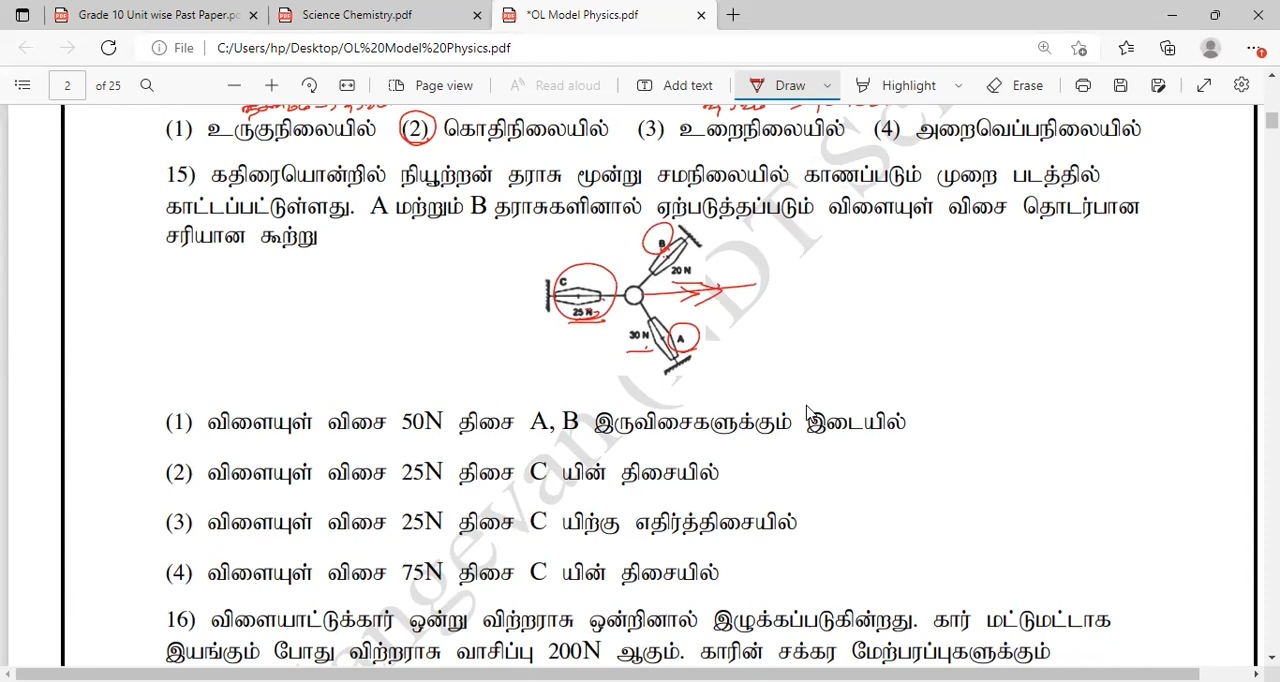 Grade 10 Unit wise Past Paper.pd
Science Chemistry.pdf
*OL Model Physics.pdf
File
C:/Users/hp/Desktop/OL%20Model%20Physics.pdf
2 of 25
Page view
Read aloud
Add text
Draw
Highlight
Erase
(1) உருகுநிலையில் (2) கொதிநிலையில் (3) உறைநிலையில் (4) அறைவெப்பநிலையில்
15) கதிரையொன்றில் நியூற்றன் தராசு மூன்று சமநிலையில் காணப்படும் முறை படத்தில்
காட்டப்பட்டுள்ளது. A மற்றும் B தராசுகளினால் ஏற்படுத்தப்படும் விளையுள் விசை தொடர்பான
சரியான கூற்று
B
20 N
C
25 N
30 N
A
(1) விளையுள் விசை 50N திசை A, B இருவிசைகளுக்கும் இடையில்
(2) விளையுள் விசை 25N திசை C யின் திசையில்
(3) விளையுள் விசை 25N திசை C யிற்கு எதிர்த்திசையில்
(4) விளையுள் விசை 75N திசை C யின் திசையில்
16) விளையாட்டுக்கார் ஒன்று விற்றராசு ஒன்றினால் இழுக்கப்படுகின்றது. கார் மட்டுமட்டாக
இயங்கும் போது விற்றராசு வாசிப்பு 200N ஆகும். காரின் சக்கர மேற்பரப்புகளுக்கும்